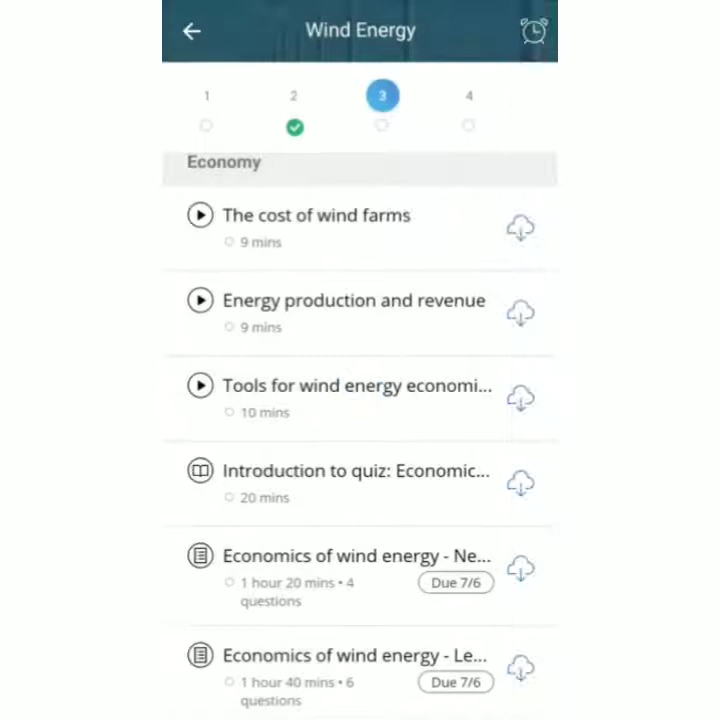 Wind Energy
1 2 3 4
Economy
The cost of wind farms
9 mins
Energy production and revenue
9 mins
Tools for wind energy economi...
10 mins
Introduction to quiz: Economic...
20 mins
Economics of wind energy - Ne...
1 hour 20 mins • 4
questions
Due 7/6
Economics of wind energy - Le...
1 hour 40 mins • 6
questions
Due 7/6